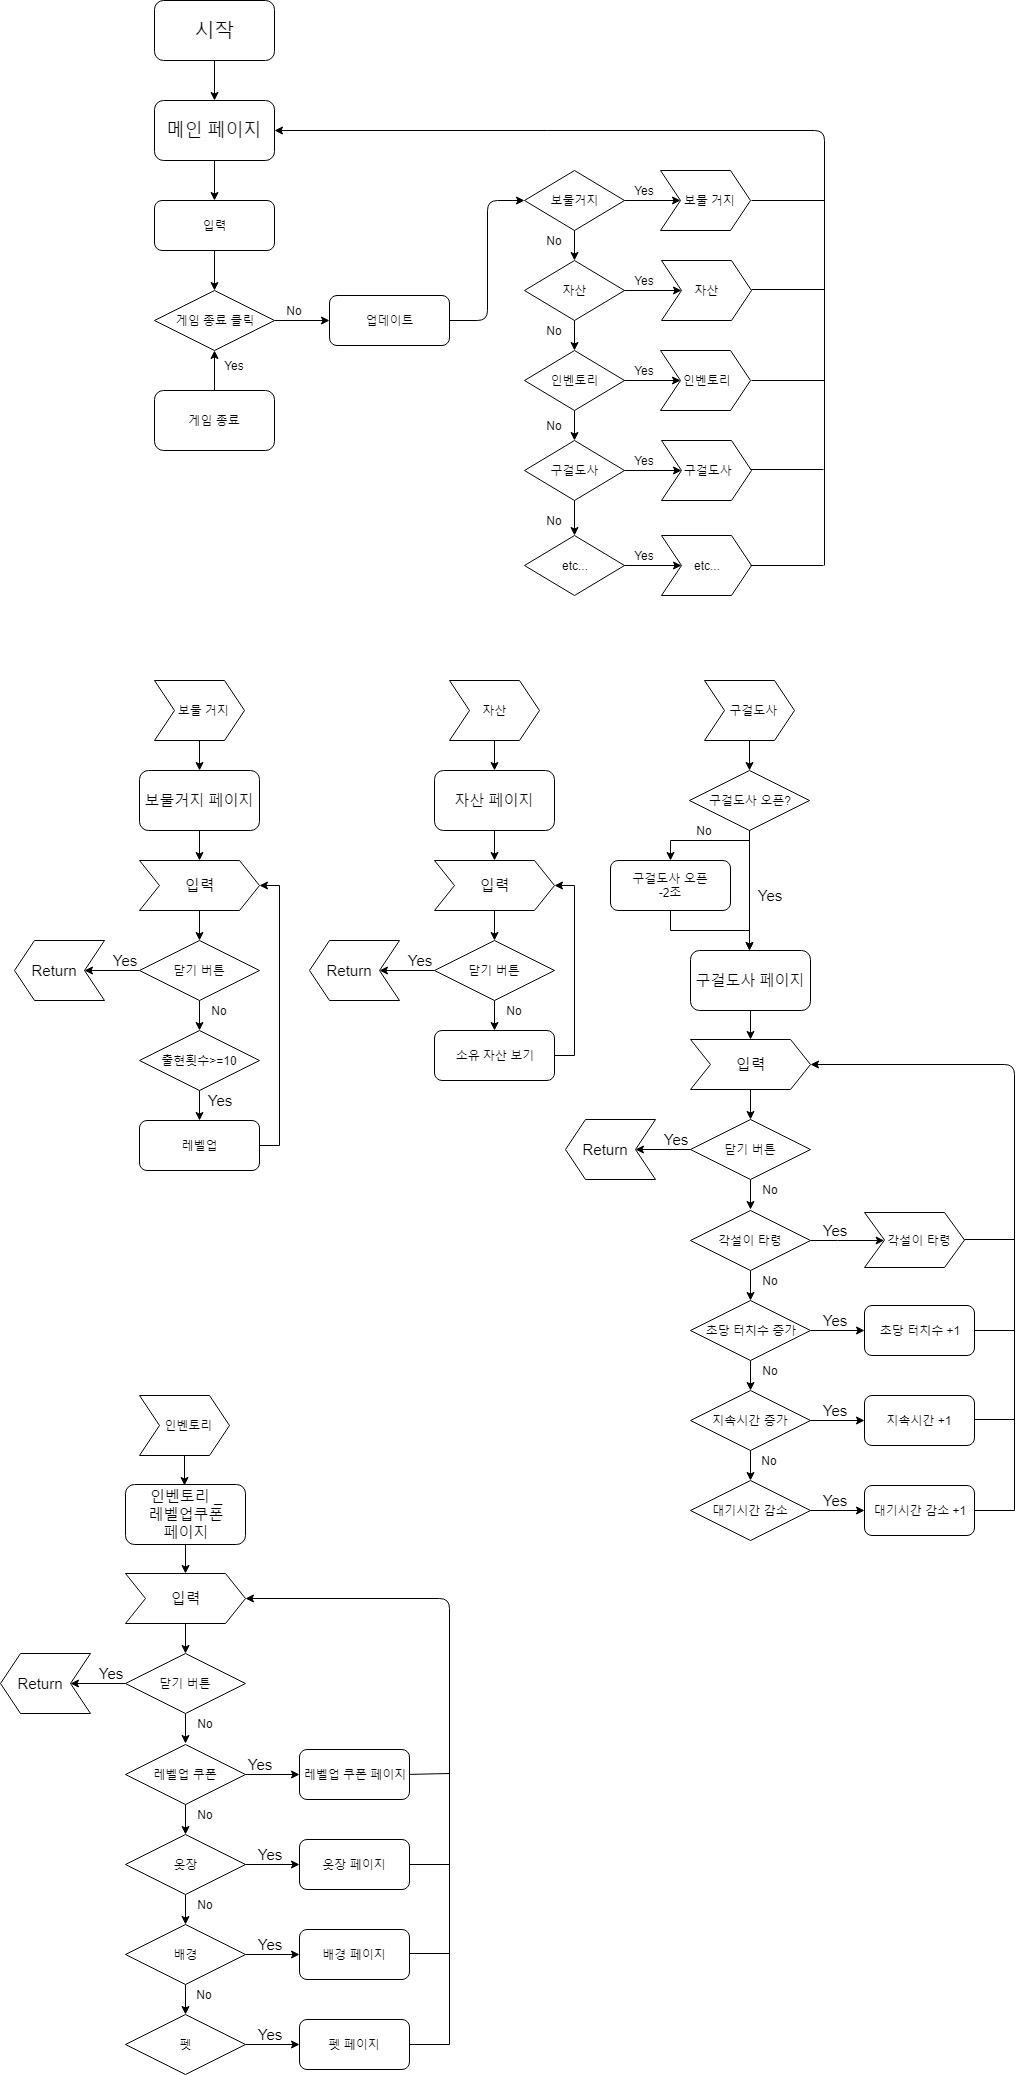 시작
메인 페이지
입력
게임 종료 클릭
No
업데이트
Yes
게임 종료
보물거지
Yes
보물 거지
No
자산
Yes
자산
No
인벤토리
Yes
인벤토리
No
구걸도사
Yes
구걸도사
No
etc...
Yes
etc...
보물 거지
보물거지 페이지
입력
닫기 버튼
Yes
Return
No
출현횟수>=10
Yes
레벨업
자산
자산 페이지
입력
닫기 버튼
Yes
Return
No
소유 자산 보기
구걸도사
구걸도사 오픈?
No
구걸도사 오픈
-2조
Yes
구걸도사 페이지
입력
닫기 버튼
Yes
Return
No
각설이 타령
Yes
각설이 타령
No
초당 터치수 증가
Yes
초당 터치수 +1
No
지속시간 증가
Yes
지속시간 +1
No
대기시간 감소
Yes
대기시간 감소 +1
인벤토리
인벤토리 _
레벨업쿠폰
페이지
입력
닫기 버튼
Yes
Return
No
레벨업 쿠폰
Yes
레벨업 쿠폰 페이지
No
옷장
Yes
옷장 페이지
No
배경
Yes
배경 페이지
No
펫
Yes
펫 페이지